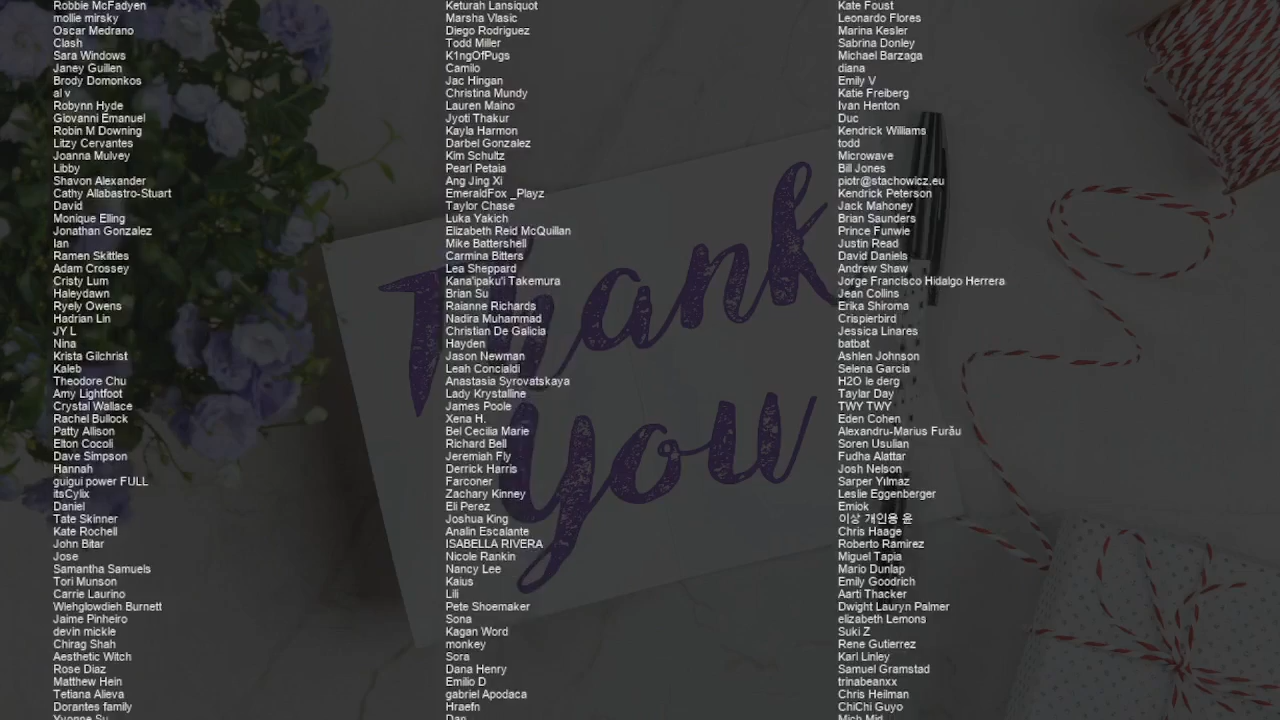 Robbie McFadyen
mollie mirsky
Oscar Medrano
Clash
Sara Windows
Janey Guillen
Brody Domonkos
al v
Robynn Hyde
Giovanni Emanuel
Robin M Downing
Litzy Cervantes
Joanna Mulvey
Libby
Shavon Alexander
Cathy Allabastro-Stuart
David
Monique Elling
Jonathan Gonzalez
Ian
Ramen Skittles
Adam Crossey
Cristy Lum
Haleydawn
Ryely Owens
Hadrian Lin
JY L
Nina
Krista Gilchrist
Kaleb
Theodore Chu
Amy Lightfoot
Crystal Wallace
Rachel Bullock
Patty Allison
Elton Cocoli
Dave Simpson
Hannah
guigui power FULL
itsCylix
Daniel
Tate Skinner
Kate Rochell
John Bitar
Jose
Samantha Samuels
Tori Munson
Carrie Laurino
Wiehglowdieh Burnett
Jaime Pinheiro
devin mickle
Chirag Shah
Aesthetic Witch
Rose Diaz
Matthew Hein
Tetiana Alieva
Dorantes family
Yvonne Su
Keturah Lansiquot
Marsha Vlasic
Diego Rodriguez
Todd Miller
K1ngOfPugs
Camilo
Jac Hingan
Christina Mundy
Lauren Maino
Jyoti Thakur
Kayla Harmon
Darbel Gonzalez
Kim Schultz
Pearl Petaia
Ang Jing Xi
EmeraldFox _Playz
Taylor Chase
Luka Yakich
Elizabeth Reid McQuillan
Mike Battershell
Carmina Bitters
Lea Sheppard
Kana'ipaku'i Takemura
Brian Su
Raianne Richards
Nadira Muhammad
Christian De Galicia
Hayden
Jason Newman
Leah Concialdi
Anastasia Syrovatskaya
Lady Krystalline
James Poole
Xena H.
Bel Cecilia Marie
Richard Bell
Jeremiah Fly
Derrick Harris
Farconer
Zachary Kinney
Eli Perez
Joshua King
Analin Escalante
ISABELLA RIVERA
Nicole Rankin
Nancy Lee
Kaius
Lili
Pete Shoemaker
Sona
Kagan Word
monkey
Sora
Dana Henry
Emilio D
gabriel Apodaca
Hraefn
Dan
Kate Foust
Leonardo Flores
Marina Kesler
Sabrina Donley
Michael Barzaga
diana
Emily V
Katie Freiberg
Ivan Henton
Duc
Kendrick Williams
todd
Microwave
Bill Jones
piotr@stachowicz.eu
Kendrick Peterson
Jack Mahoney
Brian Saunders
Prince Funwie
Justin Read
David Daniels
Andrew Shaw
Jorge Francisco Hidalgo Herrera
Jean Collins
Erika Shiroma
Crispierbird
Jessica Linares
batbat
Ashlen Johnson
Selena Garcia
H2O le derg
Taylar Day
TWY TWY
Eden Cohen
Alexandru-Marius Furău
Soren Usulian
Fudha Alattar
Josh Nelson
Sarper Yılmaz
Leslie Eggenberger
Emiok
이상 개인용 윤
Chris Haage
Roberto Ramirez
Miguel Tapia
Mario Dunlap
Emily Goodrich
Aarti Thacker
Dwight Lauryn Palmer
elizabeth Lemons
Suki Z
Rene Gutierrez
Karl Linley
Samuel Gramstad
trinabeanxx
Chris Heilman
ChiChi Guyo
Thank
You